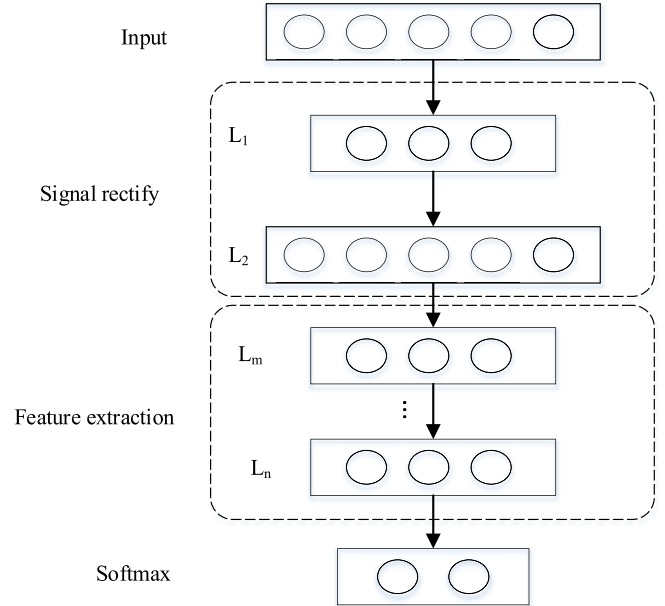 Input
L1
Signal rectify
L2
Lm
Feature extraction
Ln
Softmax